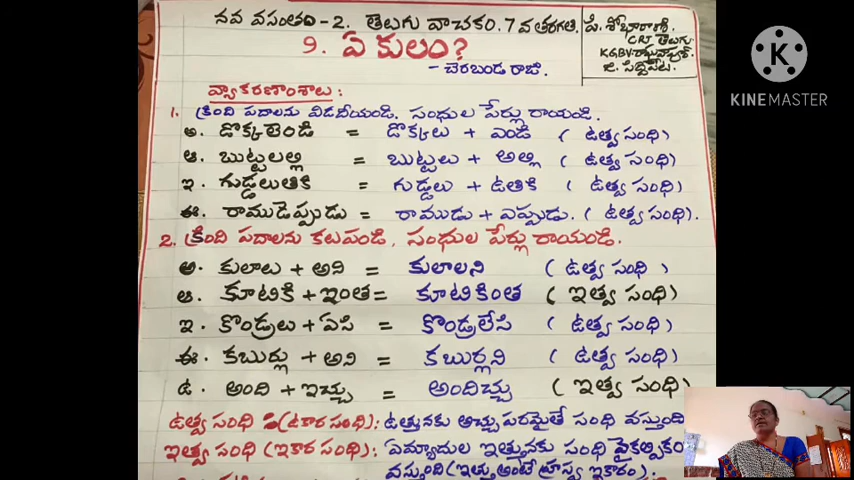 నవ వసంతం-2. తెలుగు వాచకం. 7 వ తరగతి.
పి. శోభారాణి.
CRT తెలుగు
KGBV-రాఘవాపూర్.
జి. సిద్దిపేట.
9. ఏ కులం?
- చెరబండ రాజు.
వ్యాకరణాంశాలు:
1. క్రింది పదాలను విడదీయండి. సంధుల పేర్లు రాయండి.
అ. డొక్కలెండి = డొక్కలు + ఎండి (ఉత్వ సంధి)
ఆ. బుట్టలల్లి = బుట్టలు + అల్లి (ఉత్వ సంధి)
ఇ. గుడ్డలుతికి = గుడ్డలు + ఉతికి (ఉత్వ సంధి)
ఈ. రాముడెప్పుడు = రాముడు + ఎప్పుడు. (ఉత్వ సంధి).
2. క్రింది పదాలను కలపండి, సంధుల పేర్లు రాయండి.
అ. కులాలు + అని = కులాలని (ఉత్వ సంధి)
ఆ. కూటికి + ఇంత = కూటికింత (ఇత్వ సంధి)
ఇ. కొండ్రలు + ఏసి = కొండ్రలేసి (ఉత్వ సంధి)
ఈ. కబుర్లు + అని = కబుర్లని (ఉత్వ సంధి)
ఉ. అంది + ఇచ్చు = అందిచ్చు (ఇత్వ సంధి)
ఉత్వ సంధి (ఉకార సంధి): ఉత్తునకు అచ్చు పరమైతే సంధి వస్తుంది
ఇత్వ సంధి (ఇకార సంధి): ఏమ్యాదుల ఇత్తునకు సంధి వైకల్పికం
వస్తుంది (ఇత్తు అంటే హ్రస్వ ఇకారం).
K
KINEMASTER